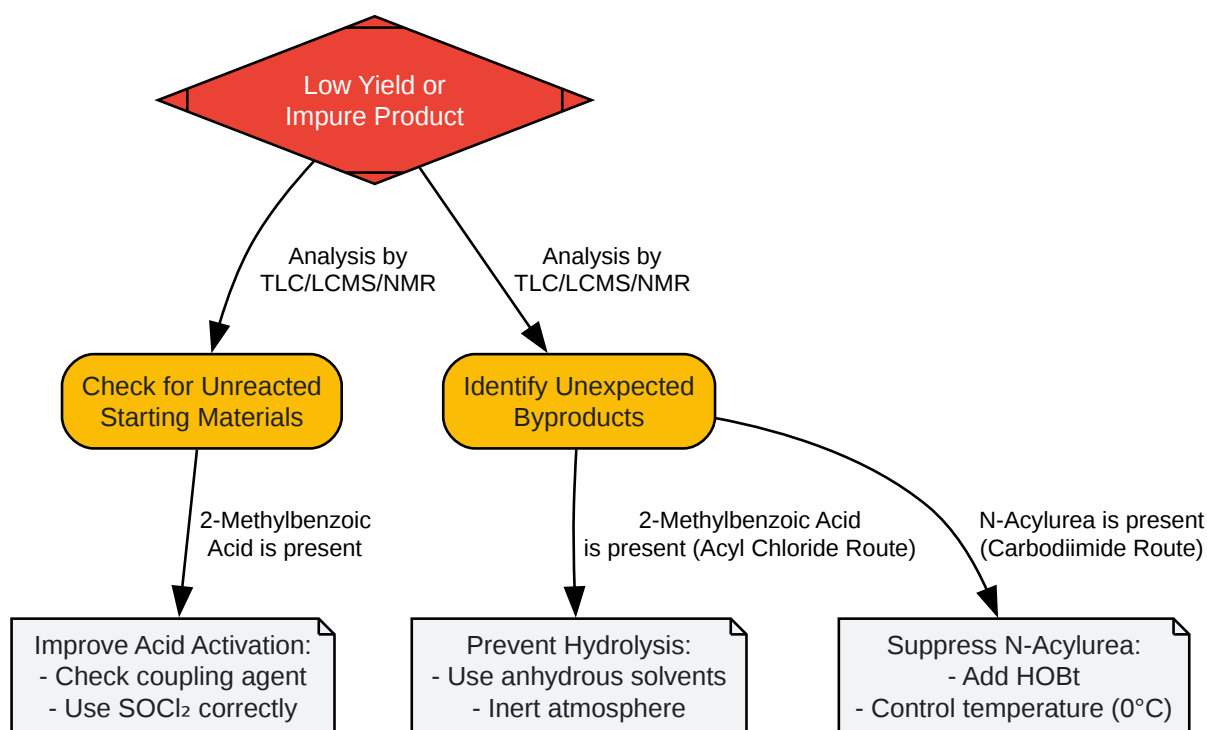 Low Yield or
Impure Product
Analysis by
TLC/LCMS/NMR
Analysis by
TLC/LCMS/NMR
Check for Unreacted
Starting Materials
Identify Unexpected
Byproducts
2-Methylbenzoic
Acid is present
2-Methylbenzoic Acid
is present (Acyl Chloride Route)
N-Acylurea is present
(Carbodiimide Route)
Improve Acid Activation:
- Check coupling agent
- Use SOCl₂ correctly
Prevent Hydrolysis:
- Use anhydrous solvents
- Inert atmosphere
Suppress N-Acylurea:
- Add HOBt
- Control temperature (0°C)